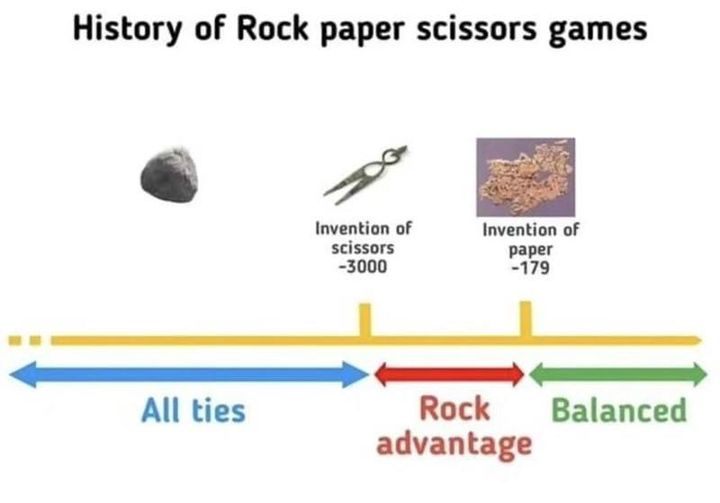 History of Rock paper scissors games
Invention of
scissors
-3000
Invention of
paper
-179
All ties
Rock
advantage
Balanced